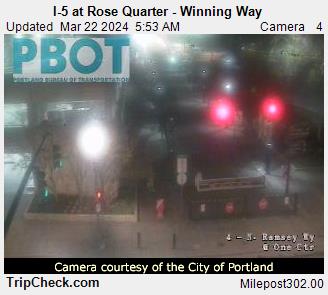 I-5 at Rose Quarter - Winning Way
Updated Mar 22 2024 5:53 AM Camera 4
PBOT
PORTLAND BUREAU OF TRANSPORTATION
4 - N. Ramsey Wy
W One Ctr
Camera courtesy of the City of Portland
TripCheck.com Milepost302.00